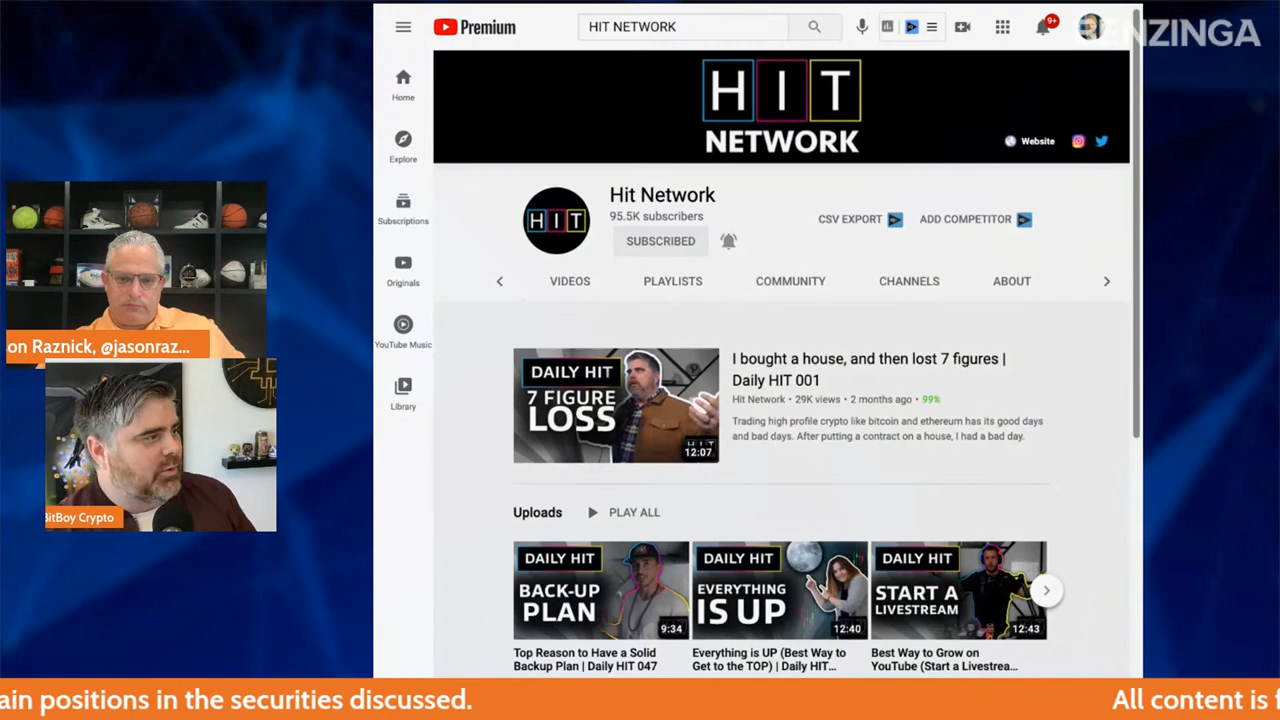 Premium
HIT NETWORK
9+
BENZINGA
Home
Explore
Subscriptions
Originals
YouTube Music
Library
HIT
NETWORK
Website
HIT
Hit Network
95.5K subscribers
SUBSCRIBED
CSV EXPORT
ADD COMPETITOR
VIDEOS
PLAYLISTS
COMMUNITY
CHANNELS
ABOUT
DAILY HIT
7 FIGURE
LOSS
HIT
12:07
I bought a house, and then lost 7 figures |
Daily HIT 001
Hit Network • 29K views • 2 months ago • 99%
Trading high profile crypto like bitcoin and ethereum has its good days
and bad days. After putting a contract on a house, I had a bad day.
Uploads
PLAY ALL
DAILY HIT
BACK-UP
PLAN
9:34
Top Reason to Have a Solid
Backup Plan | Daily HIT 047
DAILY HIT
EVERYTHING
IS UP
12:40
Everything is UP (Best Way to
Get to the TOP) | Daily HIT...
DAILY HIT
START A
LIVESTREAM
12:43
Best Way to Grow on
YouTube (Start a Livestrea...
on Raznick, @jasonraz...
BitBoy Crypto
ain positions in the securities discussed.
All content is f